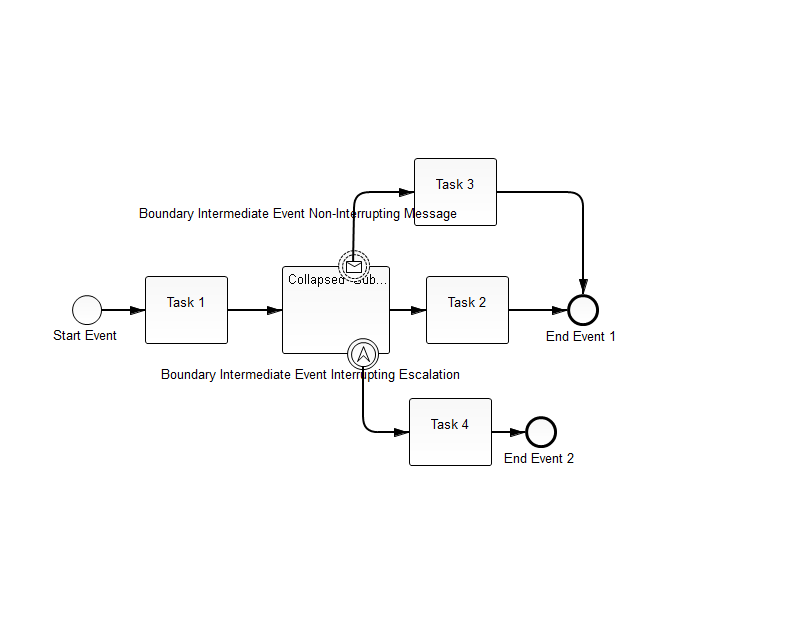 Task 3
Boundary Intermediate Event Non-Interrupting Message
Collapsed Sub...
Task 1
Task 2
Start Event
End Event 1
Boundary Intermediate Event Interrupting Escalation
Task 4
End Event 2